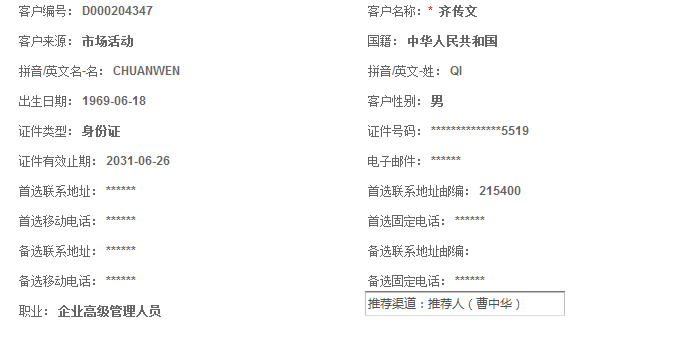 客户编号： D000204347 客户名称：* 齐传文
客户来源： 市场活动 国籍： 中华人民共和国
拼音/英文名-名： CHUANWEN 拼音/英文-姓： QI
出生日期： 1969-06-18 客户性别： 男
证件类型： 身份证 证件号码： **************5519
证件有效止期： 2031-06-26 电子邮件： ******
首选联系地址： ****** 首选联系地址邮编： 215400
首选移动电话： ****** 首选固定电话： ******
备选联系地址： ****** 备选联系地址邮编：
备选移动电话： ****** 备选固定电话： ******
职业： 企业高级管理人员 推荐渠道：推荐人（曹中华）